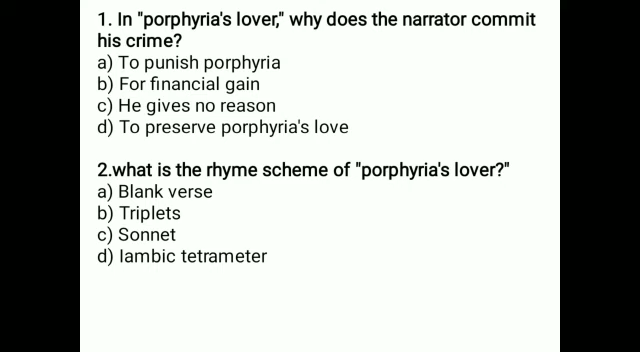 1. In "porphyria's lover," why does the narrator commit
his crime?
a) To punish porphyria
b) For financial gain
c) He gives no reason
d) To preserve porphyria's love
2.what is the rhyme scheme of "porphyria's lover?"
a) Blank verse
b) Triplets
c) Sonnet
d) Iambic tetrameter